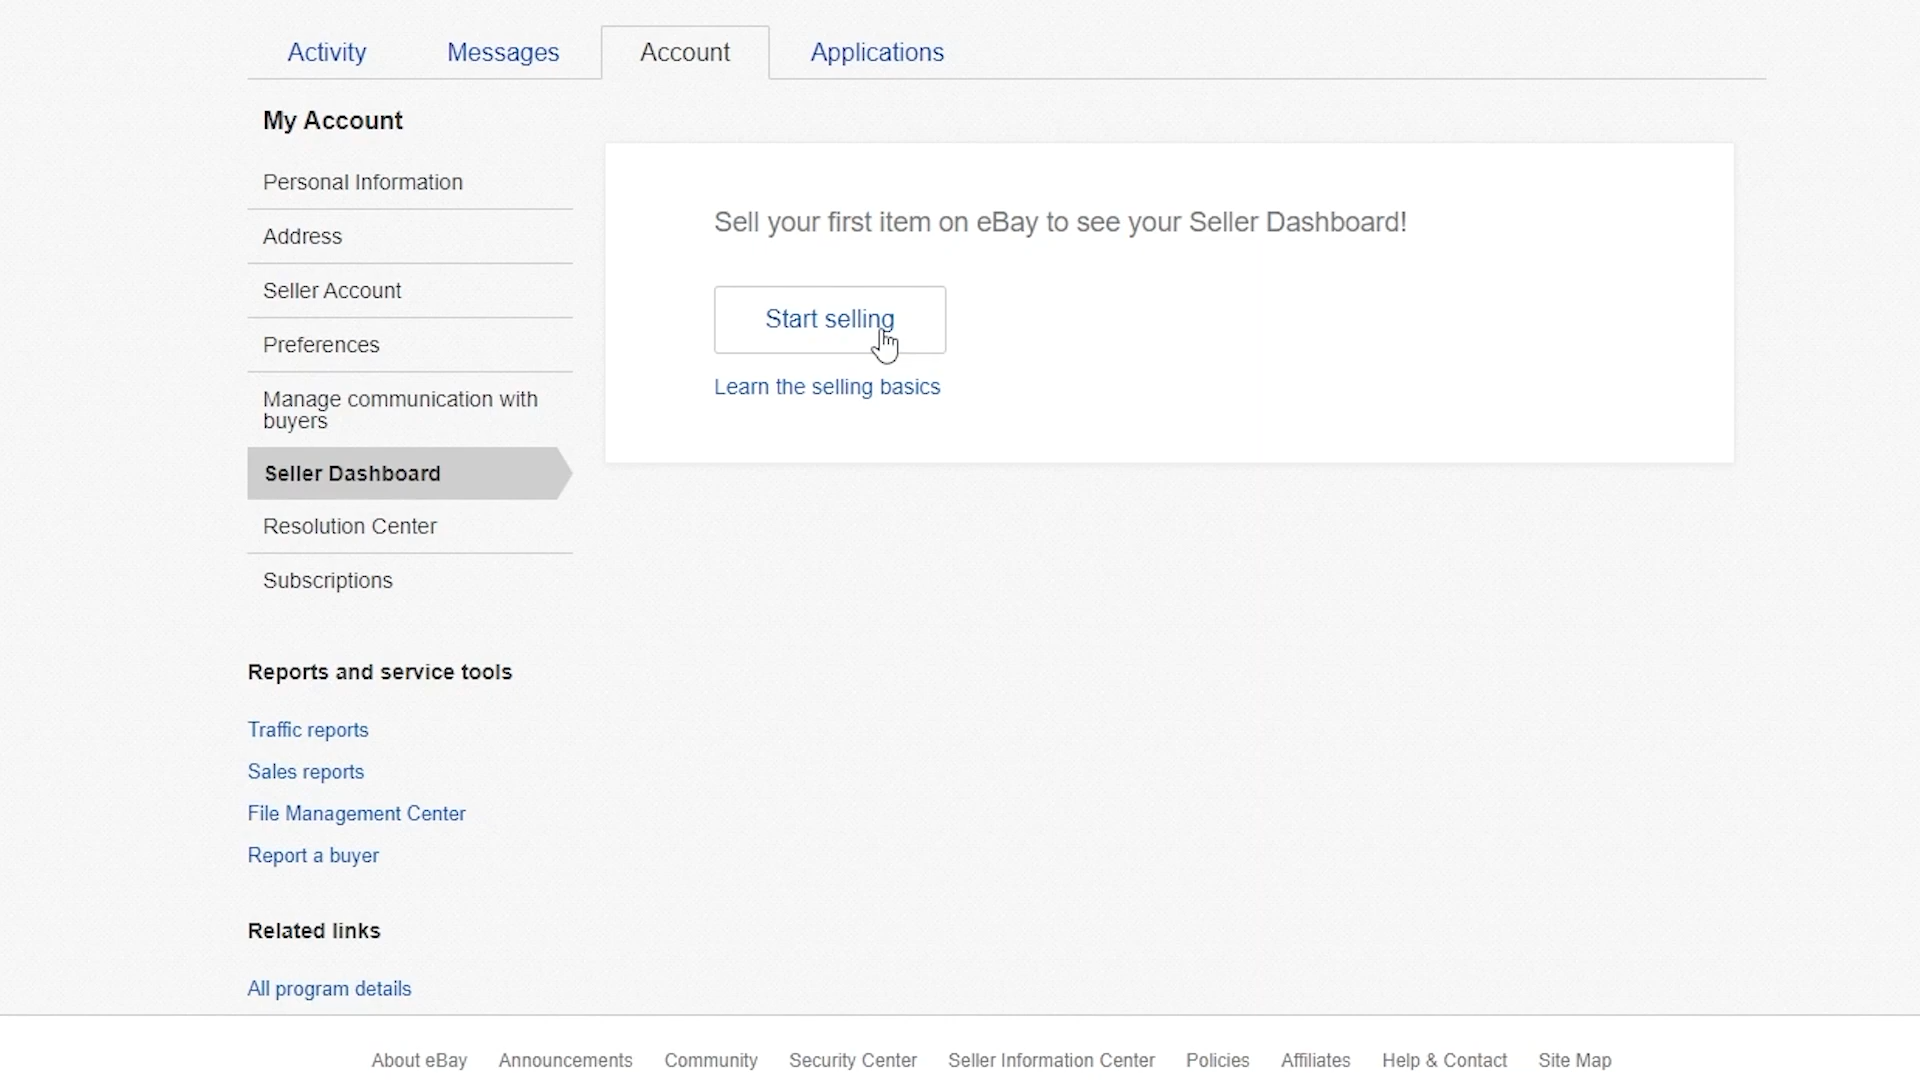 Activity Messages Account Applications
My Account
Personal Information
Address
Seller Account
Preferences
Manage communication with
buyers
Seller Dashboard
Resolution Center
Subscriptions
Sell your first item on eBay to see your Seller Dashboard!
Start selling
Learn the selling basics
Reports and service tools
Traffic reports
Sales reports
File Management Center
Report a buyer
Related links
All program details
About eBay Announcements Community Security Center Seller Information Center Policies Affiliates Help & Contact Site Map